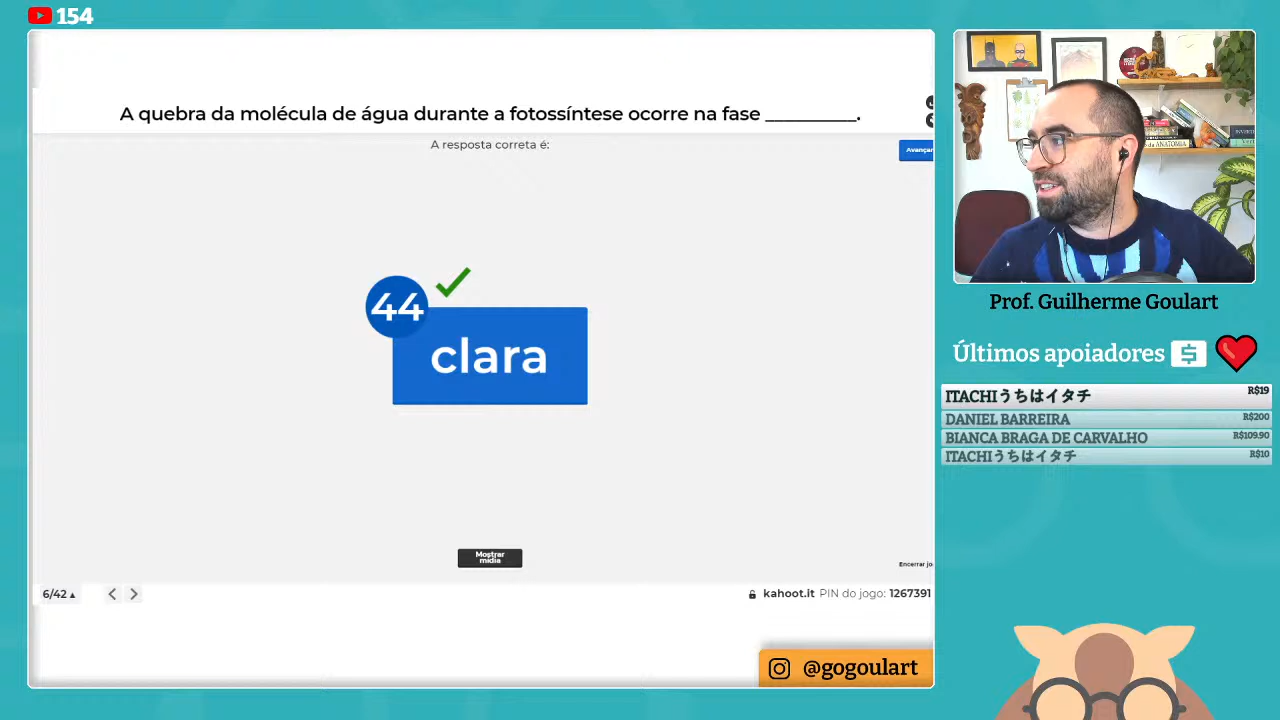 154
A quebra da molécula de água durante a fotossíntese ocorre na fase _________.
A resposta correta é:
Avançar
44
clara
Mostrar
mídia
Encerrar jo
6/42
kahoot.it PIN do jogo: 1267391
@gogoulart
Prof. Guilherme Goulart
Últimos apoiadores
ITACHIうちはイタチ R$19
DANIEL BARREIRA R$200
BIANCA BRAGA DE CARVALHO R$109.90
ITACHIうちはイタチ R$10